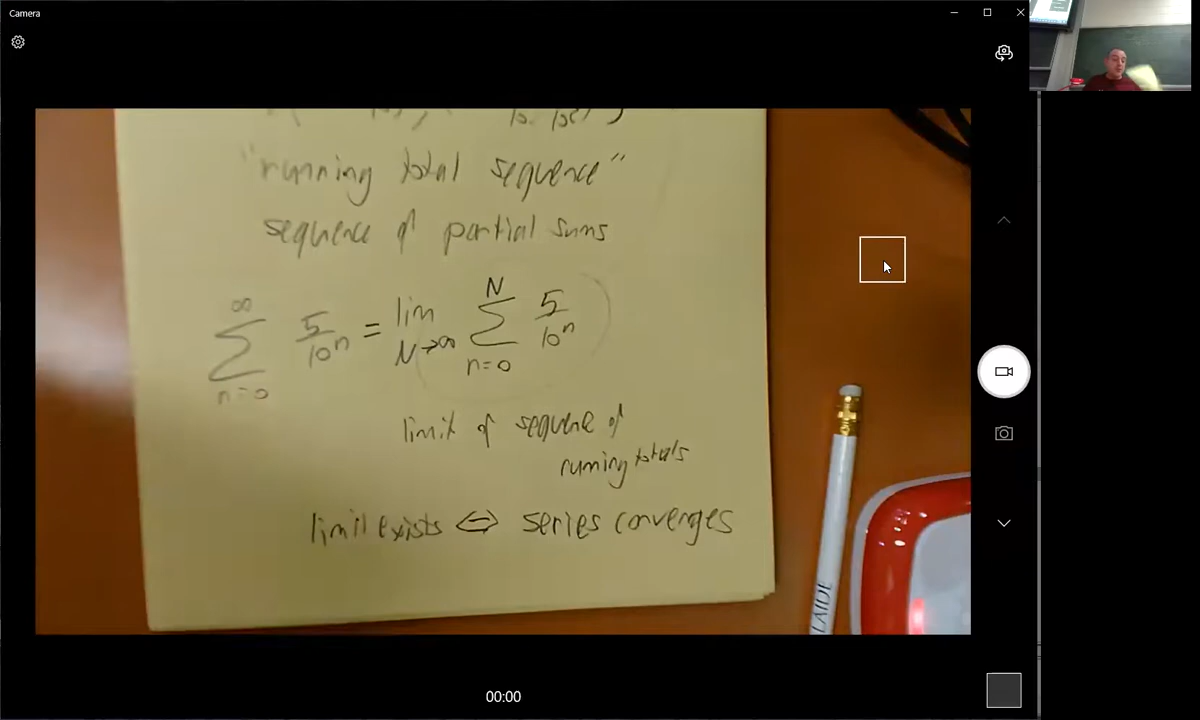 Camera
"running total sequence"
sequence of partial sums
∞ N
∑ 5/10ⁿ = lim ∑ 5/10ⁿ
n=0 N→∞ n=0
limit of sequence of
running totals
limit exists ⇔ series converges
LAIDE
00:00